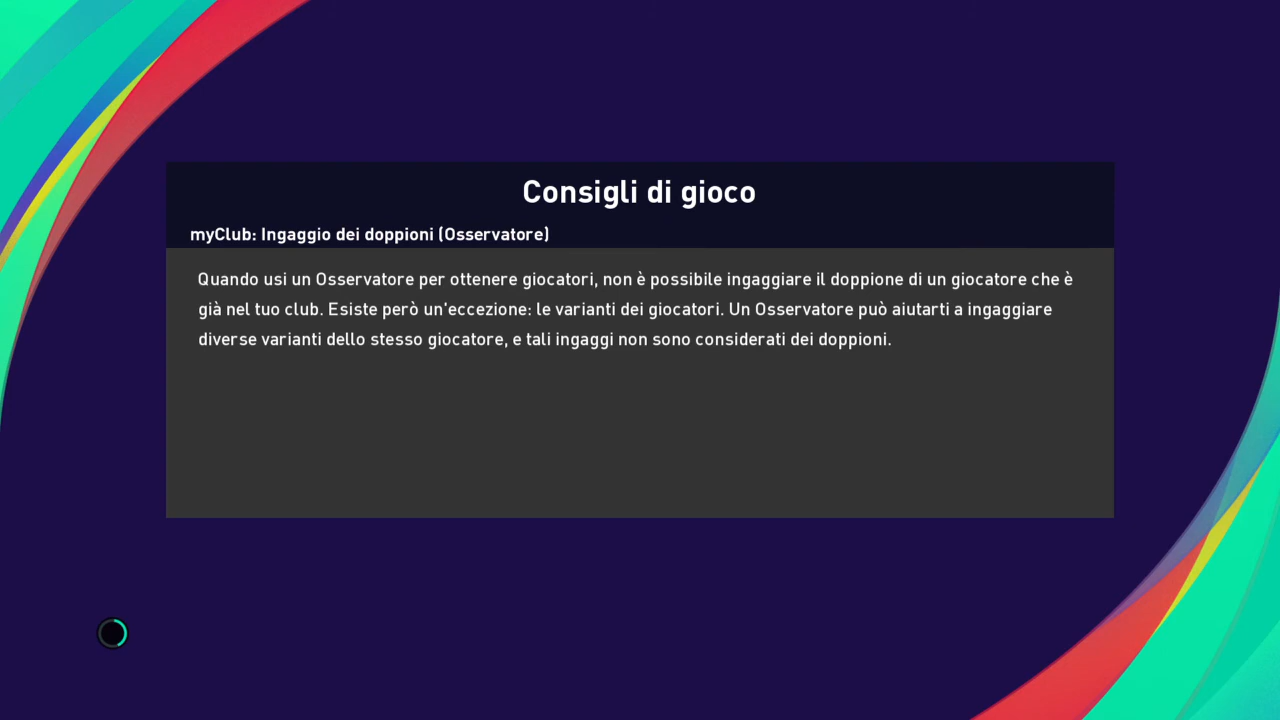 Consigli di gioco
myClub: Ingaggio dei doppioni (Osservatore)
Quando usi un Osservatore per ottenere giocatori, non è possibile ingaggiare il doppione di un giocatore che è
già nel tuo club. Esiste però un'eccezione: le varianti dei giocatori. Un Osservatore può aiutarti a ingaggiare
diverse varianti dello stesso giocatore, e tali ingaggi non sono considerati dei doppioni.